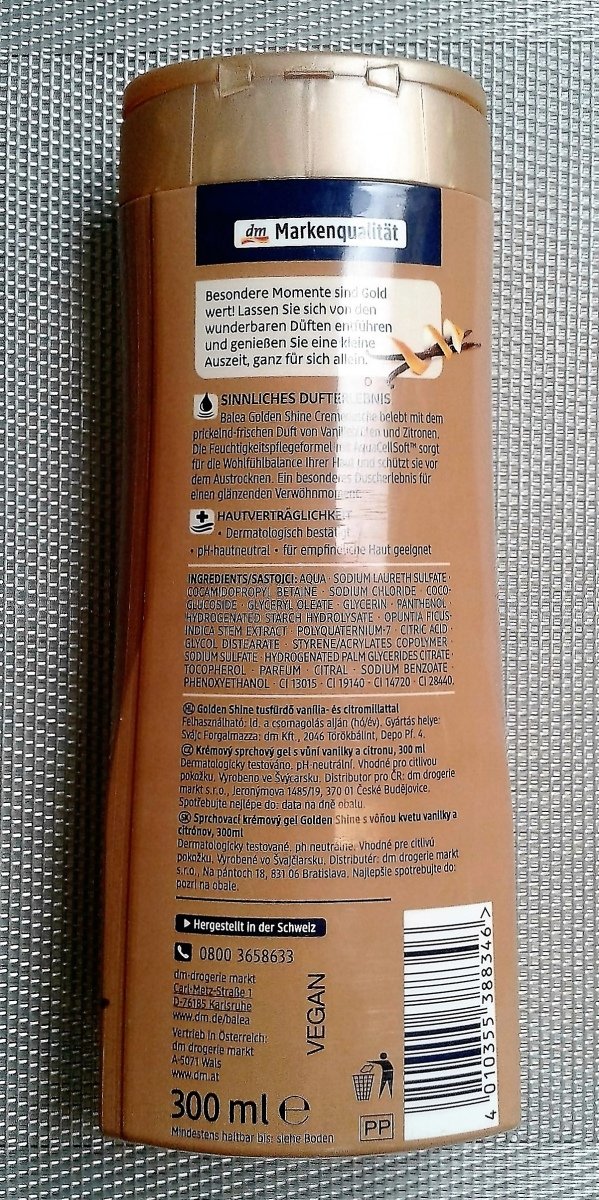 dm Markenqualität
Besondere Momente sind Gold
wert! Lassen Sie sich von den
wunderbaren Düften entführen
und genießen Sie eine kleine
Auszeit, ganz für sich allein.
SINNLICHES DUFTERLEBNIS
Balea Golden Shine Cremedusche belebt mit dem
prickelnd-frischen Duft von Vanilleblüten und Zitronen.
Die Feuchtigkeitspflegeformel mit AquaCellSoft™ sorgt
für die Wohlfühlbalance Ihrer Haut und schützt sie vor
dem Austrocknen. Ein besonderes Duscherlebnis für
einen glänzenden Verwöhnmoment.
HAUTVERTRÄGLICHKEIT
• Dermatologisch bestätigt
• pH-hautneutral • für empfindliche Haut geeignet
INGREDIENTS/SASTOJCI: AQUA · SODIUM LAURETH SULFATE ·
COCAMIDOPROPYL BETAINE · SODIUM CHLORIDE · COCO-
GLUCOSIDE · GLYCERYL OLEATE · GLYCERIN · PANTHENOL ·
HYDROGENATED STARCH HYDROLYSATE · OPUNTIA FICUS-
INDICA STEM EXTRACT · POLYQUATERNIUM-7 · CITRIC ACID ·
GLYCOL DISTEARATE · STYRENE/ACRYLATES COPOLYMER ·
SODIUM SULFATE · HYDROGENATED PALM GLYCERIDES CITRATE ·
TOCOPHEROL · PARFUM · CITRAL · SODIUM BENZOATE ·
PHENOXYETHANOL · CI 13015 · CI 19140 · CI 14720 · CI 28440.
HU Golden Shine tusfürdő vanília- és citromillattal
Felhasználható: ld. a csomagolás alján (hó/év). Gyártás helye:
Svájc Forgalmazza: dm Kft., 2046 Törökbálint, Depo Pf. 4.
CZ Krémový sprchový gel s vůní vanilky a citronu, 300 ml
Dermatologicky testováno. pH-neutrální. Vhodné pro citlivou
pokožku. Vyrobeno ve Švýcarsku. Distributor pro ČR: dm drogerie
markt s.r.o., Jeronýmova 1485/19, 370 01 České Budějovice.
Spotřebujte nejlépe do: data na dně obalu.
SK Sprchovací krémový gel Golden Shine s vôňou kvetu vanilky a
citrónov, 300ml
Dermatologicky testované, ph neutrálne. Vhodné pre citlivú
pokožku. Vyrobené vo Švajčiarsku. Distribútér: dm drogerie markt
s.r.o., Na pántoch 18, 831 06 Bratislava. Najlepšie spotrebujte do:
pozri na obale.
Hergestellt in der Schweiz
0800 3658633
dm-drogerie markt
Carl-Metz-Straße 1
D-76185 Karlsruhe
www.dm.de/balea
Vertrieb in Österreich:
dm drogerie markt
A-5071 Wals
www.dm.at
VEGAN
300 ml ℮
PP
Mindestens haltbar bis: siehe Boden
4 010355 388346 >